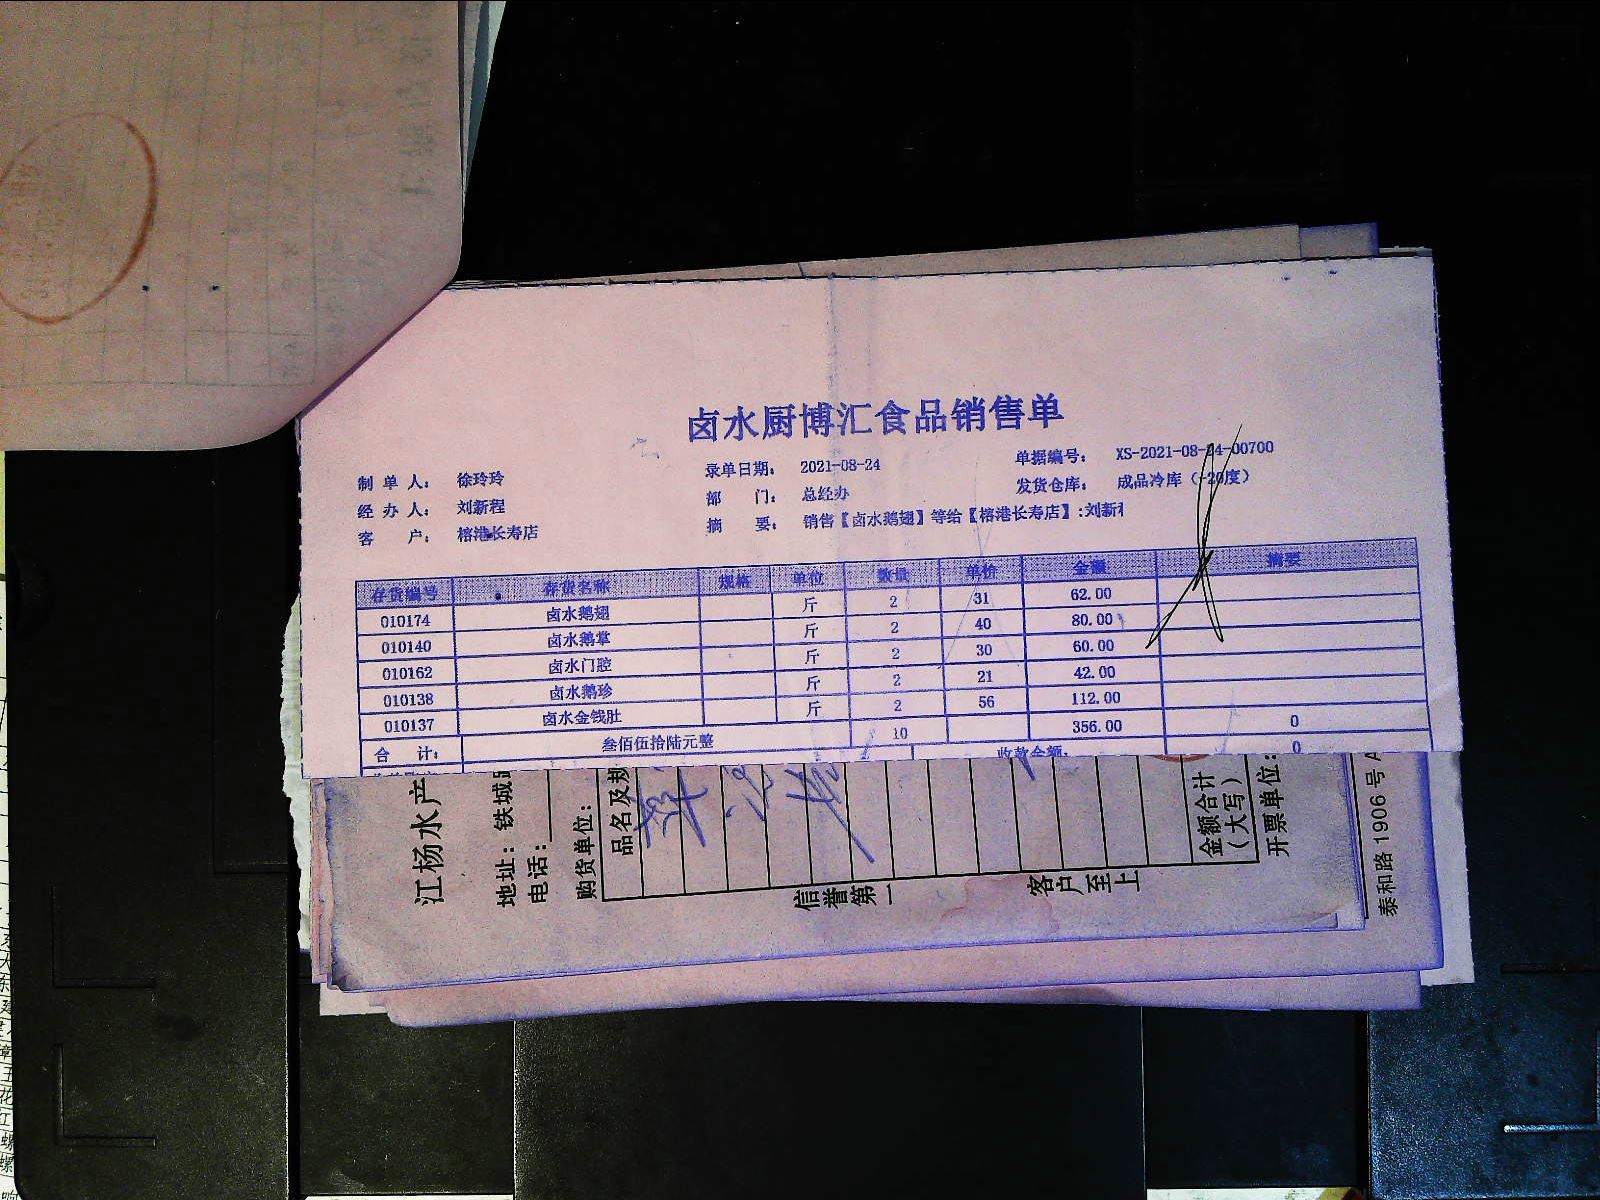 卤水厨博汇食品销售单
制 单 人： 徐玲玲 录单日期： 2021-08-24 单据编号： XS-2021-08-24-00700
经 办 人： 刘新程 部 门： 总经办 发货仓库： 成品冷库（-20度）
客 户： 榕港长寿店 摘 要： 销售【卤水鹅翅】等给【榕港长寿店】:刘新
存货编号 存货名称 规格 单位 数量 单价 金额 摘要
010174 卤水鹅翅 斤 2 31 62.00
010140 卤水鹅掌 斤 2 40 80.00
010162 卤水门腔 斤 2 30 60.00
010138 卤水鹅珍 斤 2 21 42.00
010137 卤水金钱肚 斤 2 56 112.00
合 计： 叁佰伍拾陆元整 10 356.00 0
收款金额： 0
江杨水产
地址：铁城
电话：
购货单位：
品名及规
信誉第一
客户至上
金额合计
（大写）
开票单位：
泰和路1906号A